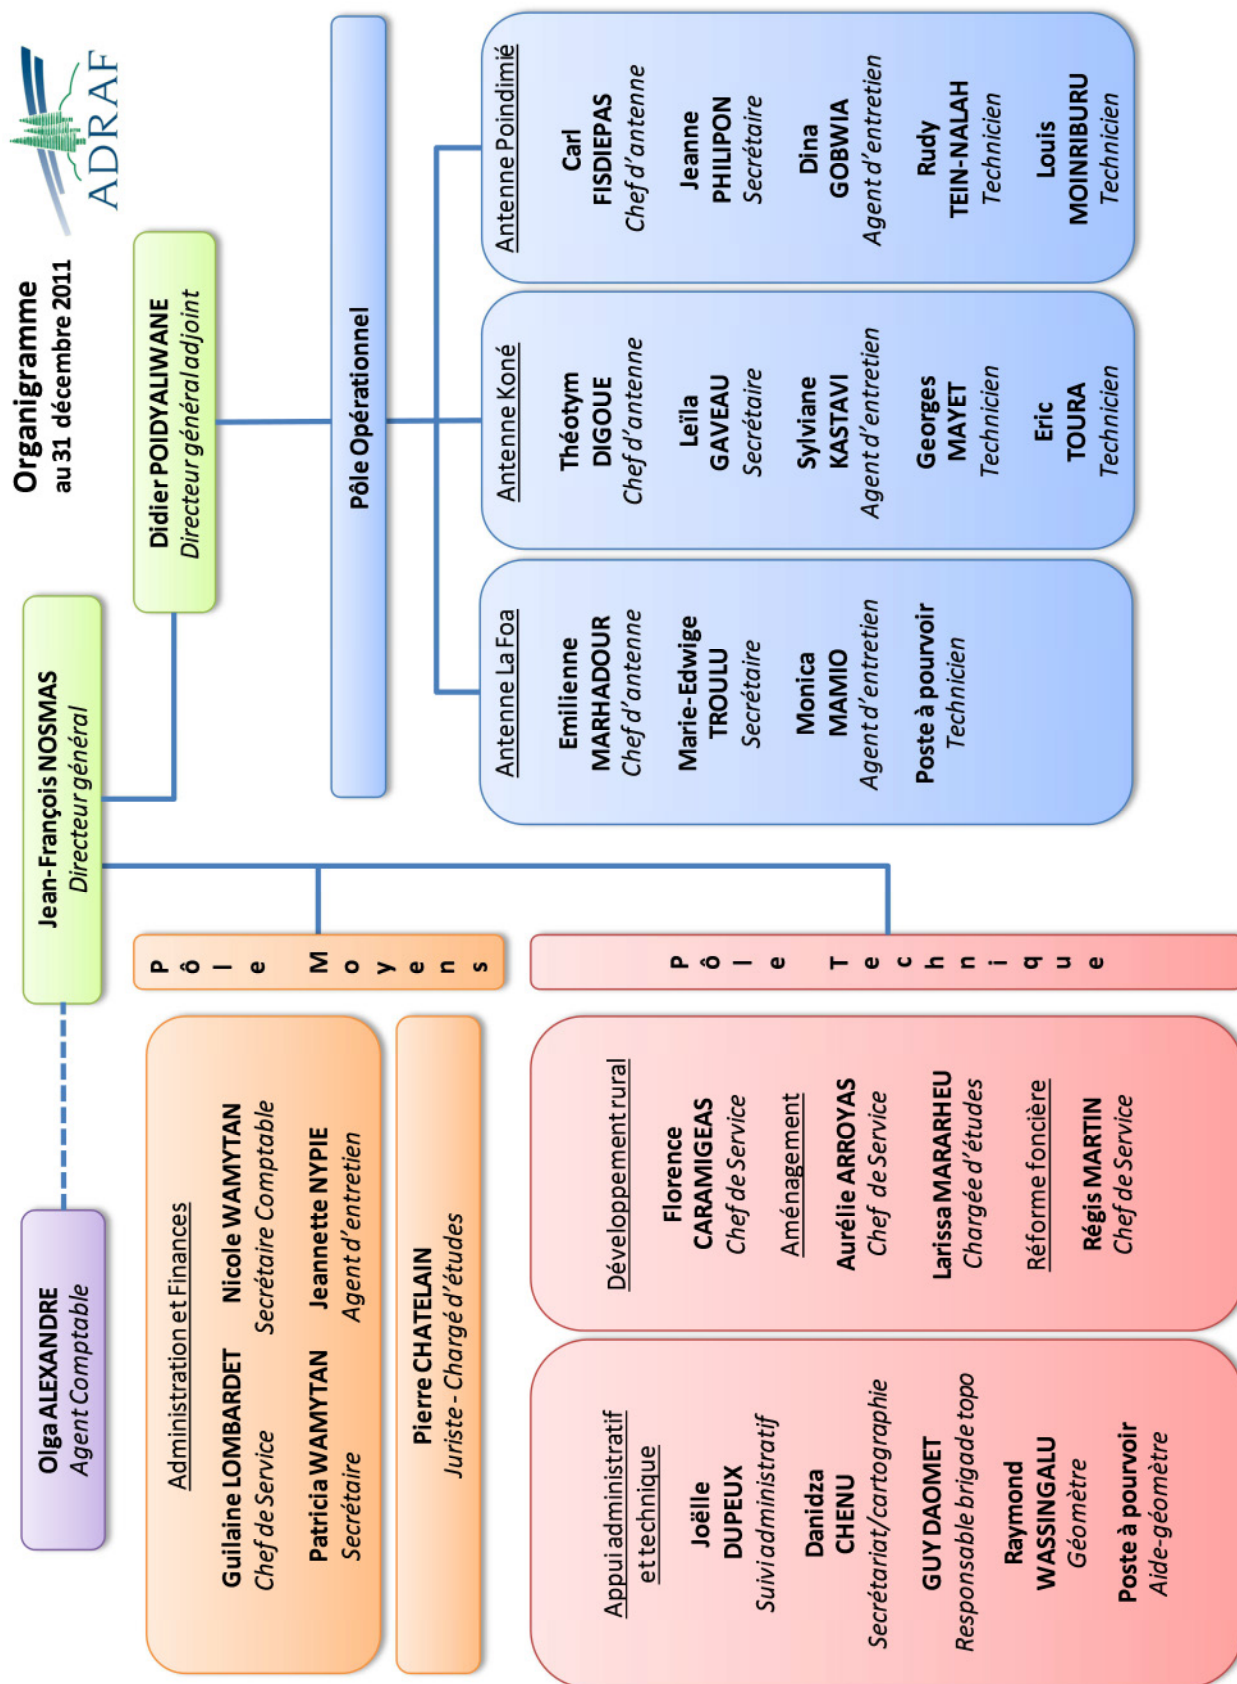 Organigramme
au 31 décembre 2011
ADRAF
Olga ALEXANDRE
Agent Comptable
Jean-François NOSMAS
Directeur général
Didier POIDYALIWANE
Directeur général adjoint
Pôle Moyens
Administration et Finances
Guilaine LOMBARDET
Chef de Service
Nicole WAMYTAN
Secrétaire Comptable
Patricia WAMYTAN
Secrétaire
Jeannette NYPIE
Agent d'entretien
Pierre CHATELAIN
Juriste - Chargé d'études
Pôle Technique
Appui administratif
et technique
Joëlle
DUPEUX
Suivi administratif
Danidza
CHENU
Secrétariat/cartographie
GUY DAOMET
Responsable brigade topo
Raymond
WASSINGALU
Géomètre
Poste à pourvoir
Aide-géomètre
Développement rural
Florence
CARAMIGEAS
Chef de Service
Aménagement
Aurélie ARROYAS
Chef de Service
Larissa MARARHEU
Chargée d'études
Réforme foncière
Régis MARTIN
Chef de Service
Pôle Opérationnel
Antenne La Foa
Emilienne
MARHADOUR
Chef d'antenne
Marie-Edwige
TROULU
Secrétaire
Monica
MAMIO
Agent d'entretien
Poste à pourvoir
Technicien
Antenne Koné
Théotym
DIGOUE
Chef d'antenne
Leïla
GAVEAU
Secrétaire
Sylviane
KASTAVI
Agent d'entretien
Georges
MAYET
Technicien
Eric
TOURA
Technicien
Antenne Poindimié
Carl
FISDIEPAS
Chef d'antenne
Jeanne
PHILIPON
Secrétaire
Dina
GOBWIA
Agent d'entretien
Rudy
TEIN-NALAH
Technicien
Louis
MOINRIBURU
Technicien